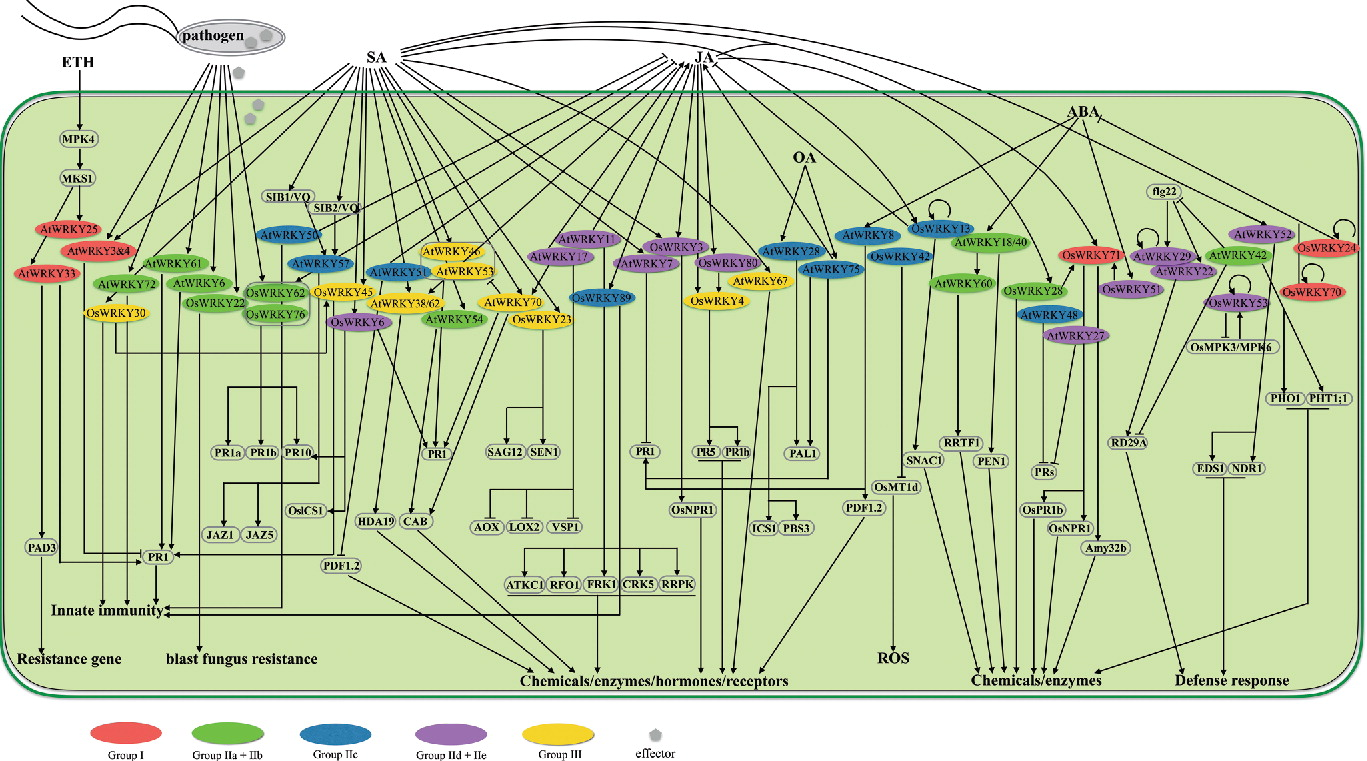 pathogen
SA
JA
ETH
ABA
MPK4
OA
MKS1
flg22
SIB1/VQ
SIB2/VQ
AtWRKY25
AtWRKY50
AtWRKY11
AtWRKY8
OsWRKY13
AtWRKY52
AtWRKY3&4
AtWRKY46
OsWRKY3
AtWRKY28
AtWRKY18/40
OsWRKY24
AtWRKY33
AtWRKY61
AtWRKY57
AtWRKY51
AtWRKY53
AtWRKY17
AtWRKY7
OsWRKY80
AtWRKY75
OsWRKY42
OsWRKY71
AtWRKY29
AtWRKY22
AtWRKY42
AtWRKY72
AtWRKY6
OsWRKY62
OsWRKY45
AtWRKY67
AtWRKY60
OsWRKY28
OsWRKY51
OsWRKY70
OsWRKY30
OsWRKY22
OsWRKY76
OsWRKY6
AtWRKY38/62
AtWRKY54
AtWRKY70
OsWRKY23
OsWRKY89
OsWRKY4
AtWRKY48
OsWRKY53
AtWRKY27
OsMPK3/MPK6
PHO1
PHT1;1
PR1a
PR1b
PR10
PR1
SAG12
SEN1
PR1
PR5
PR1b
PAL1
RRTF1
RD29A
SNAC1
PEN1
PRs
EDS1
NDR1
OsICS1
OsMT1d
JAZ1
JAZ5
HDA19
CAB
AOX
LOX2
VSP1
OsNPR1
ICS1
PBS3
PDF1.2
OsPR1b
OsNPR1
PAD3
PR1
PDF1.2
Amy32b
ATKC1
RFO1
FRK1
CRK5
RRPK
Innate immunity
Resistance gene
blast fungus resistance
ROS
Chemicals/enzymes/hormones/receptors
Chemicals/enzymes
Defense response
Group I
Group IIa + IIb
Group IIc
Group IId + IIe
Group III
effector